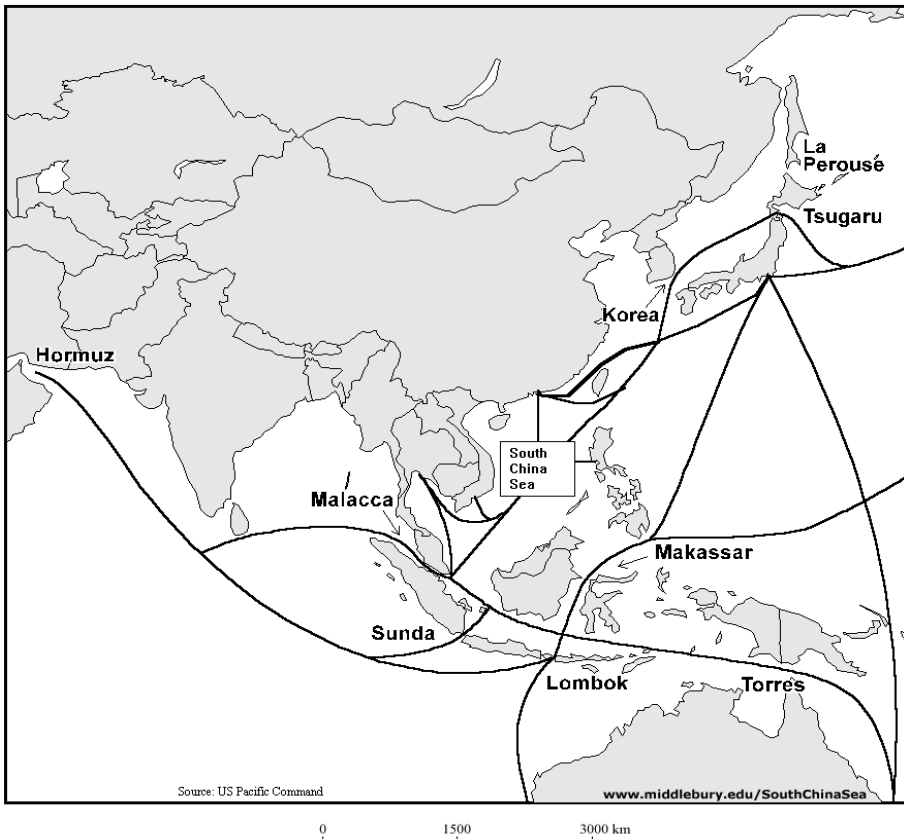 La
Perousé
Tsugaru
Korea
Hormuz
South
China
Sea
Malacca
Makassar
Sunda
Lombok
Torres
Source: US Pacific Command
www.middlebury.edu/SouthChinaSea
0 1500 3000 km